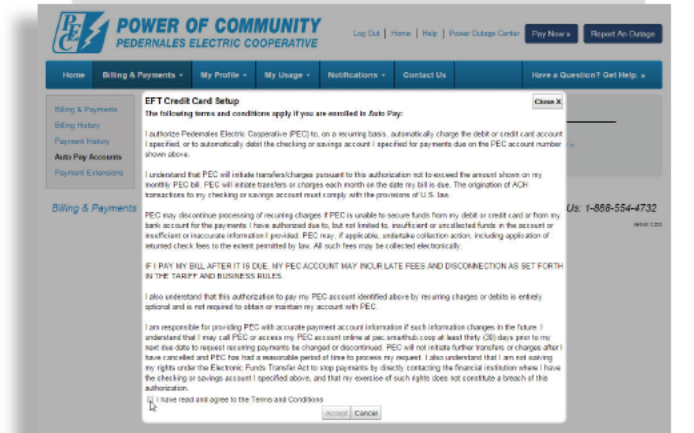 PEC
POWER OF COMMUNITY
PEDERNALES ELECTRIC COOPERATIVE
Log Out | Home | Help | Power Outage Center
Pay Now »
Report An Outage
Home
Billing & Payments
My Profile
My Usage
Notifications
Contact Us
Have a Question? Get Help. »
Billing & Payments
Billing History
Payment History
Auto Pay Accounts
Payment Extensions
Billing & Payments
Us: 1-888-554-4732
EFT Credit Card Setup
Close X
The following terms and conditions apply if you are enrolled in Auto Pay:
I authorize Pedernales Electric Cooperative (PEC) to, on a recurring basis, automatically charge the debit or credit card account
I specified, or to automatically debit the checking or savings account I specified for payments due on the PEC account number
shown above.
I understand that PEC will initiate transfers/charges pursuant to this authorization not to exceed the amount shown on my
monthly PEC bill. PEC will initiate transfers or charges each month on the date my bill is due. The origination of ACH
transactions to my checking or savings account must comply with the provisions of U.S. law.
PEC may discontinue processing of recurring charges if PEC is unable to secure funds from my debit or credit card or from my
bank account for the payments I have authorized due to, but not limited to, insufficient or uncollected funds in the account or
insufficient or inaccurate information I provided. PEC may, if applicable, undertake collection action, including application of
returned check fees to the extent permitted by law. All such fees may be collected electronically.
IF I PAY MY BILL AFTER IT IS DUE, MY PEC ACCOUNT MAY INCUR LATE FEES AND DISCONNECTION AS SET FORTH
IN THE TARIFF AND BUSINESS RULES.
I also understand that this authorization to pay my PEC account identified above by recurring charges or debits is entirely
optional and is not required to obtain or maintain my account with PEC.
I am responsible for providing PEC with accurate payment account information if such information changes in the future. I
understand that I may call PEC or access my PEC account online at pec.smarthub.coop at least thirty (30) days prior to my
next due date to request recurring payments be changed or discontinued. PEC will not initiate further transfers or charges after I
have cancelled and PEC has had a reasonable period of time to process my request. I also understand that I am not waiving
my rights under the Electronic Funds Transfer Act to stop payments by directly contacting the financial institution where I have
the checking or savings account I specified above, and that my exercise of such rights does not constitute a breach of this
authorization.
I have read and agree to the Terms and Conditions
Accept
Cancel